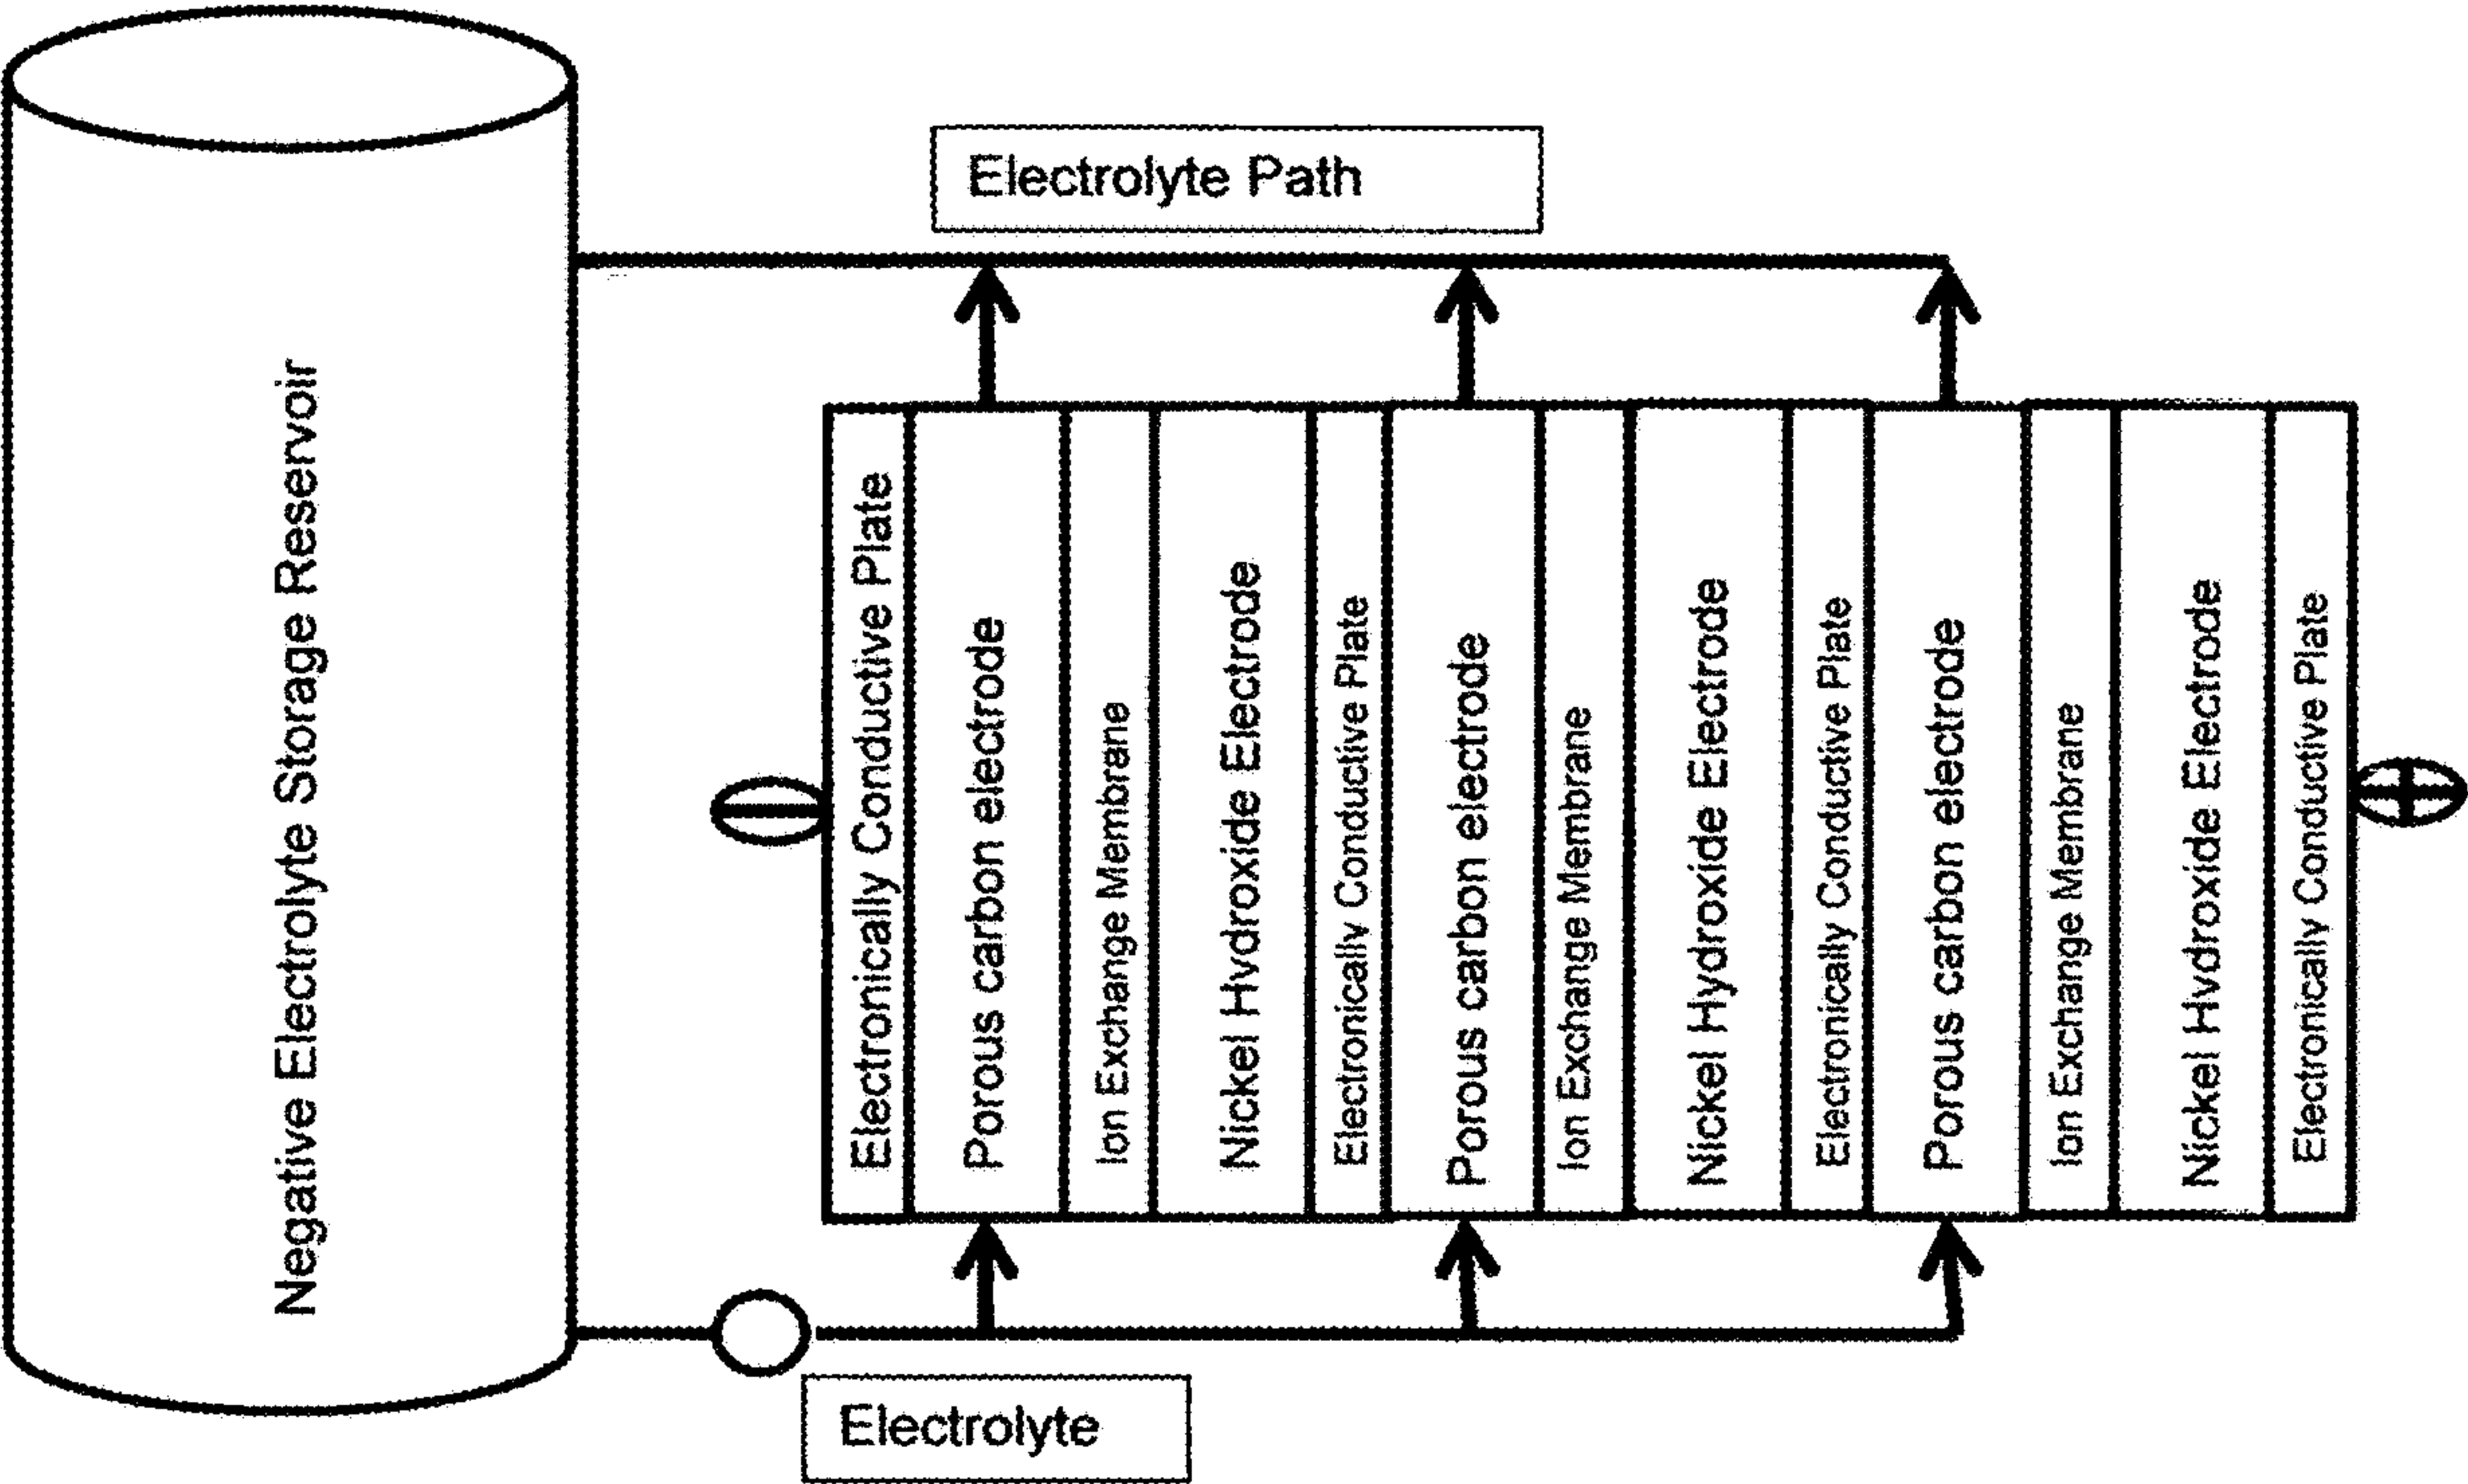 Negative Electrolyte Storage Reservoir
Electrolyte Path
Electronically Conductive Plate
Porous carbon electrode
Ion Exchange Membrane
Nickel Hvdroxide Electrode
Electronically Conductive Plate
Porous carbon electrode
Ion Exchange Membrane
Nickel Hydroxide Electrode
Electronically Conductive Plate
Porous carbon electrode
Ion Exchange Membrane
Nickel Hvdroxide Electrode
Electronically Conductive Plate
Electrolyte